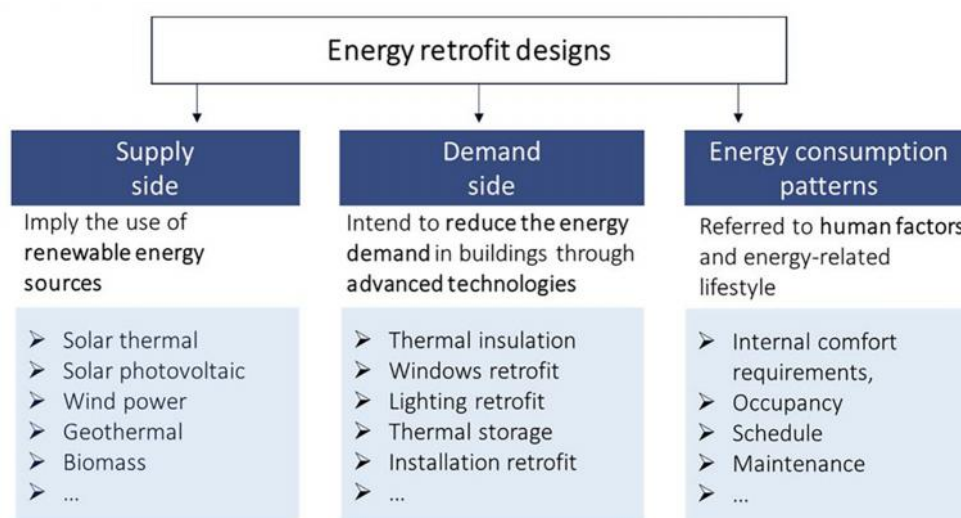 Energy retrofit designs
Supply
side
Imply the use of
renewable energy
sources
➢ Solar thermal
➢ Solar photovoltaic
➢ Wind power
➢ Geothermal
➢ Biomass
➢ ...
Demand
side
Intend to reduce the energy
demand in buildings through
advanced technologies
➢ Thermal insulation
➢ Windows retrofit
➢ Lighting retrofit
➢ Thermal storage
➢ Installation retrofit
➢ ...
Energy consumption
patterns
Referred to human factors
and energy-related
lifestyle
➢ Internal comfort
requirements,
➢ Occupancy
➢ Schedule
➢ Maintenance
➢ ...